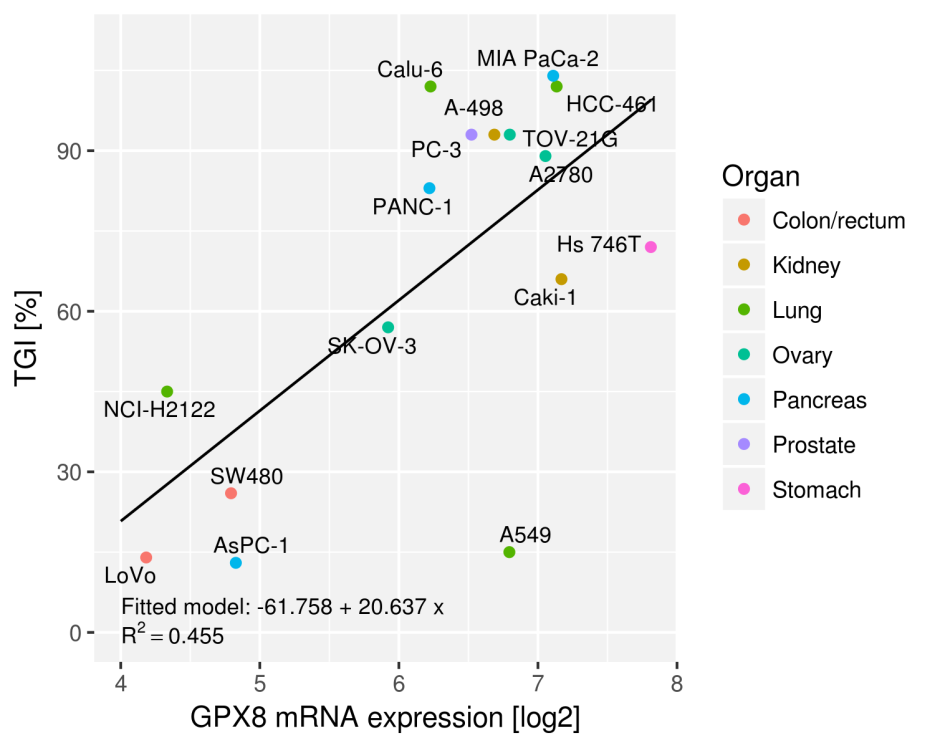 MIA PaCa-2
Calu-6
HCC-461
A-498
TOV-21G
PC-3
A2780
PANC-1
Hs 746T
Caki-1
SK-OV-3
NCI-H2122
SW480
A549
AsPC-1
LoVo
Fitted model: -61.758 + 20.637 x
R² = 0.455
90
60
30
0
TGI [%]
4 5 6 7 8
GPX8 mRNA expression [log2]
Organ
Colon/rectum
Kidney
Lung
Ovary
Pancreas
Prostate
Stomach